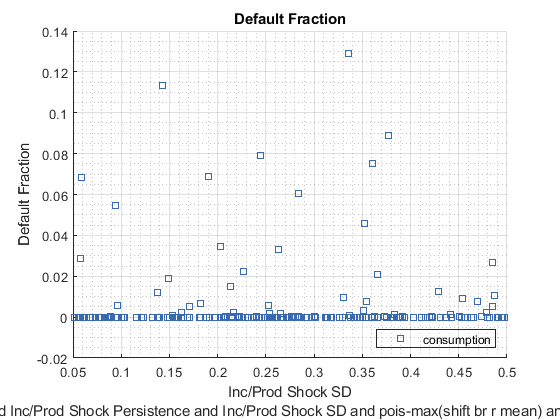 Default Fraction
0.14
0.12
0.1
0.08
0.06
0.04
0.02
0
-0.02
Default Fraction
consumption
0.05 0.1 0.15 0.2 0.25 0.3 0.35 0.4 0.45 0.5
Inc/Prod Shock SD
Inc/Prod Shock Persistence and Inc/Prod Shock SD and pois-max(shift br r mean)